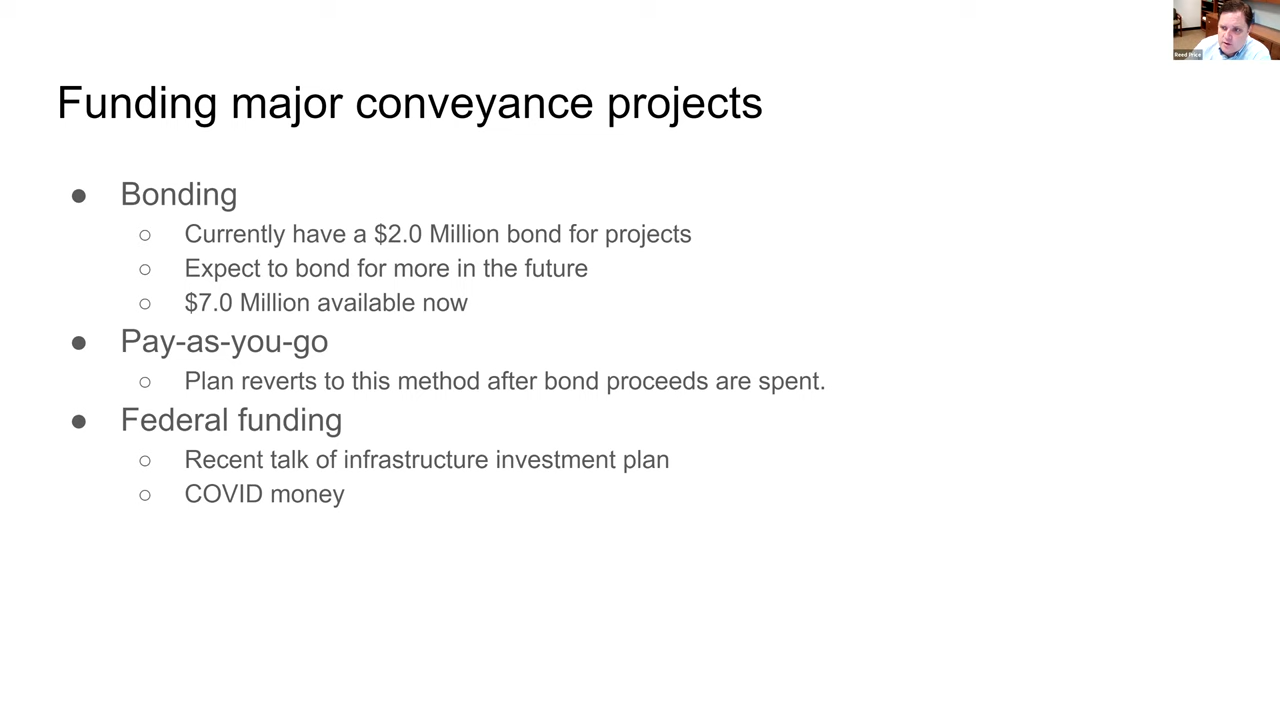 Reed Price
Funding major conveyance projects
● Bonding
○ Currently have a $2.0 Million bond for projects
○ Expect to bond for more in the future
○ $7.0 Million available now
● Pay-as-you-go
○ Plan reverts to this method after bond proceeds are spent.
● Federal funding
○ Recent talk of infrastructure investment plan
○ COVID money